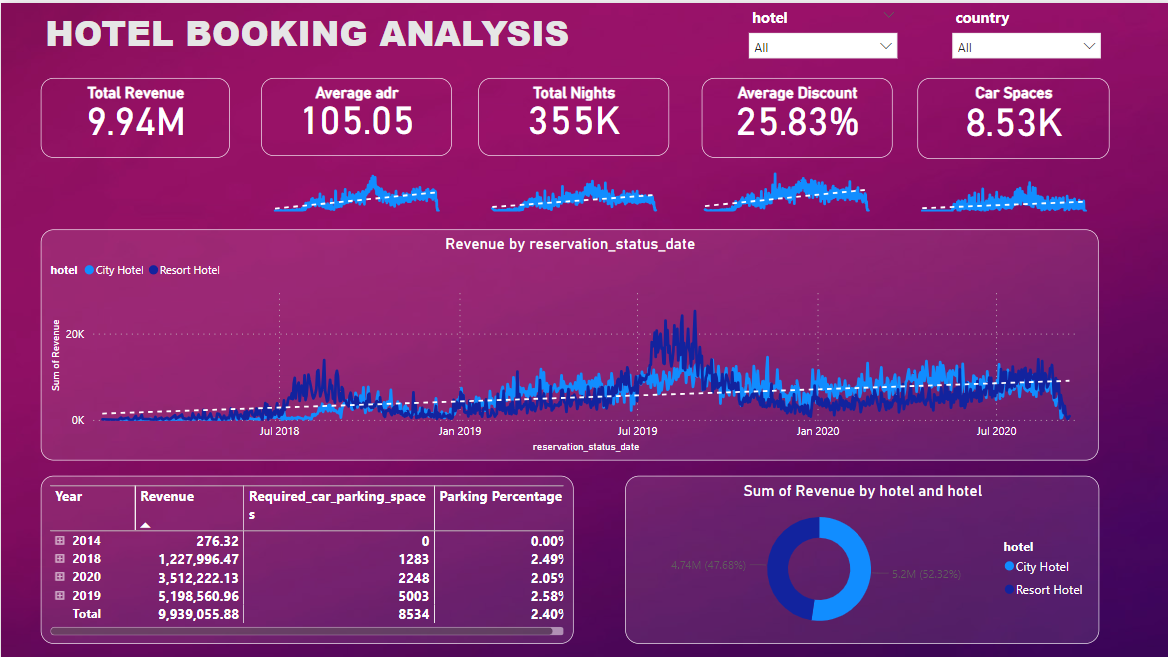 HOTEL BOOKING ANALYSIS
hotel
All
country
All
Total Revenue
9.94M
Average adr
105.05
Total Nights
355K
Average Discount
25.83%
Car Spaces
8.53K
Revenue by reservation_status_date
hotel City Hotel Resort Hotel
Sum of Revenue
20K
0K
Jul 2018 Jan 2019 Jul 2019 Jan 2020 Jul 2020
reservation_status_date
Year Revenue Required_car_parking_space Parking Percentage
s
2014 276.32 0 0.00%
2018 1,227,996.47 1283 2.49%
2020 3,512,222.13 2248 2.05%
2019 5,198,560.96 5003 2.58%
Total 9,939,055.88 8534 2.40%
Sum of Revenue by hotel and hotel
4.74M (47.68%)
5.2M (52.32%)
hotel
City Hotel
Resort Hotel